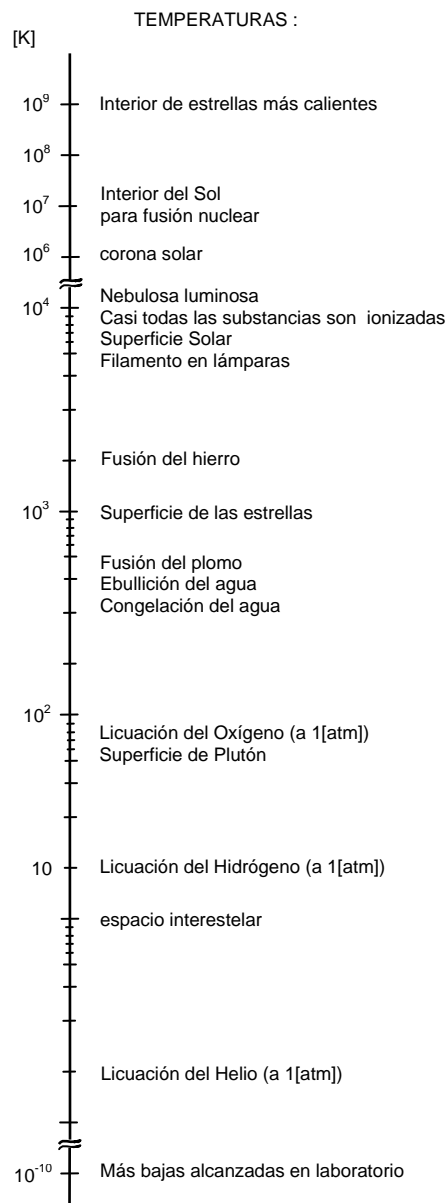 TEMPERATURAS :
[K]
10⁹ Interior de estrellas más calientes
10⁸
Interior del Sol
10⁷ para fusión nuclear
10⁶ corona solar
Nebulosa luminosa
10⁴ Casi todas las substancias son ionizadas
Superficie Solar
Filamento en lámparas
Fusión del hierro
10³ Superficie de las estrellas
Fusión del plomo
Ebullición del agua
Congelación del agua
10²
Licuación del Oxígeno (a 1[atm])
Superficie de Plutón
10 Licuación del Hidrógeno (a 1[atm])
espacio interestelar
Licuación del Helio (a 1[atm])
10⁻¹⁰ Más bajas alcanzadas en laboratorio